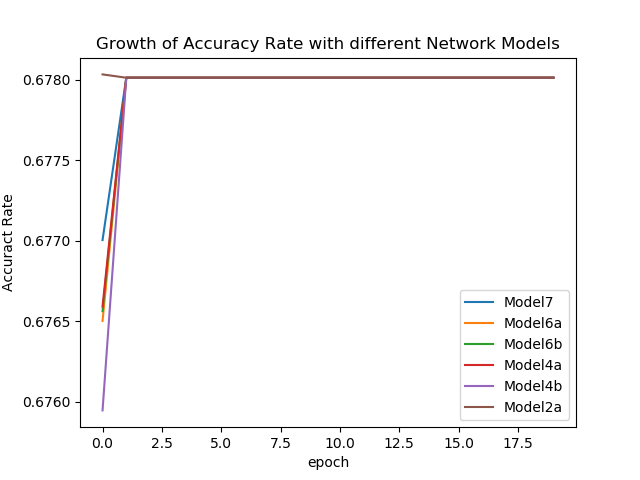 Growth of Accuracy Rate with different Network Models
Accuract Rate
0.6780
0.6775
0.6770
0.6765
0.6760
0.0 2.5 5.0 7.5 10.0 12.5 15.0 17.5
epoch
Model7
Model6a
Model6b
Model4a
Model4b
Model2a